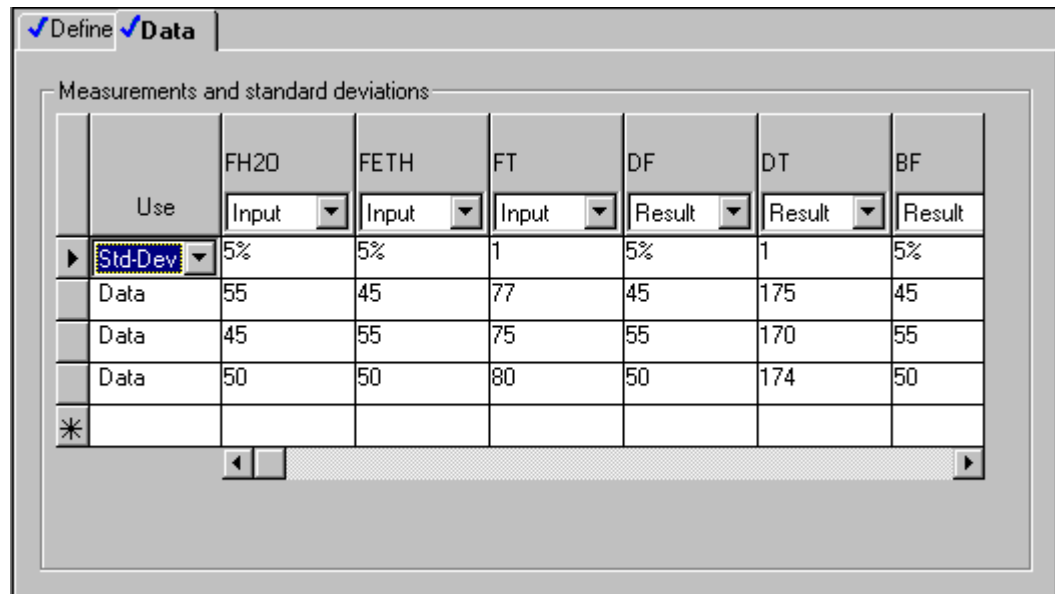 Define Data
Measurements and standard deviations
Use FH2O FETH FT DF DT BF
Input Input Input Result Result Result
Std-Dev 5% 5% 1 5% 1 5%
Data 55 45 77 45 175 45
Data 45 55 75 55 170 55
Data 50 50 80 50 174 50